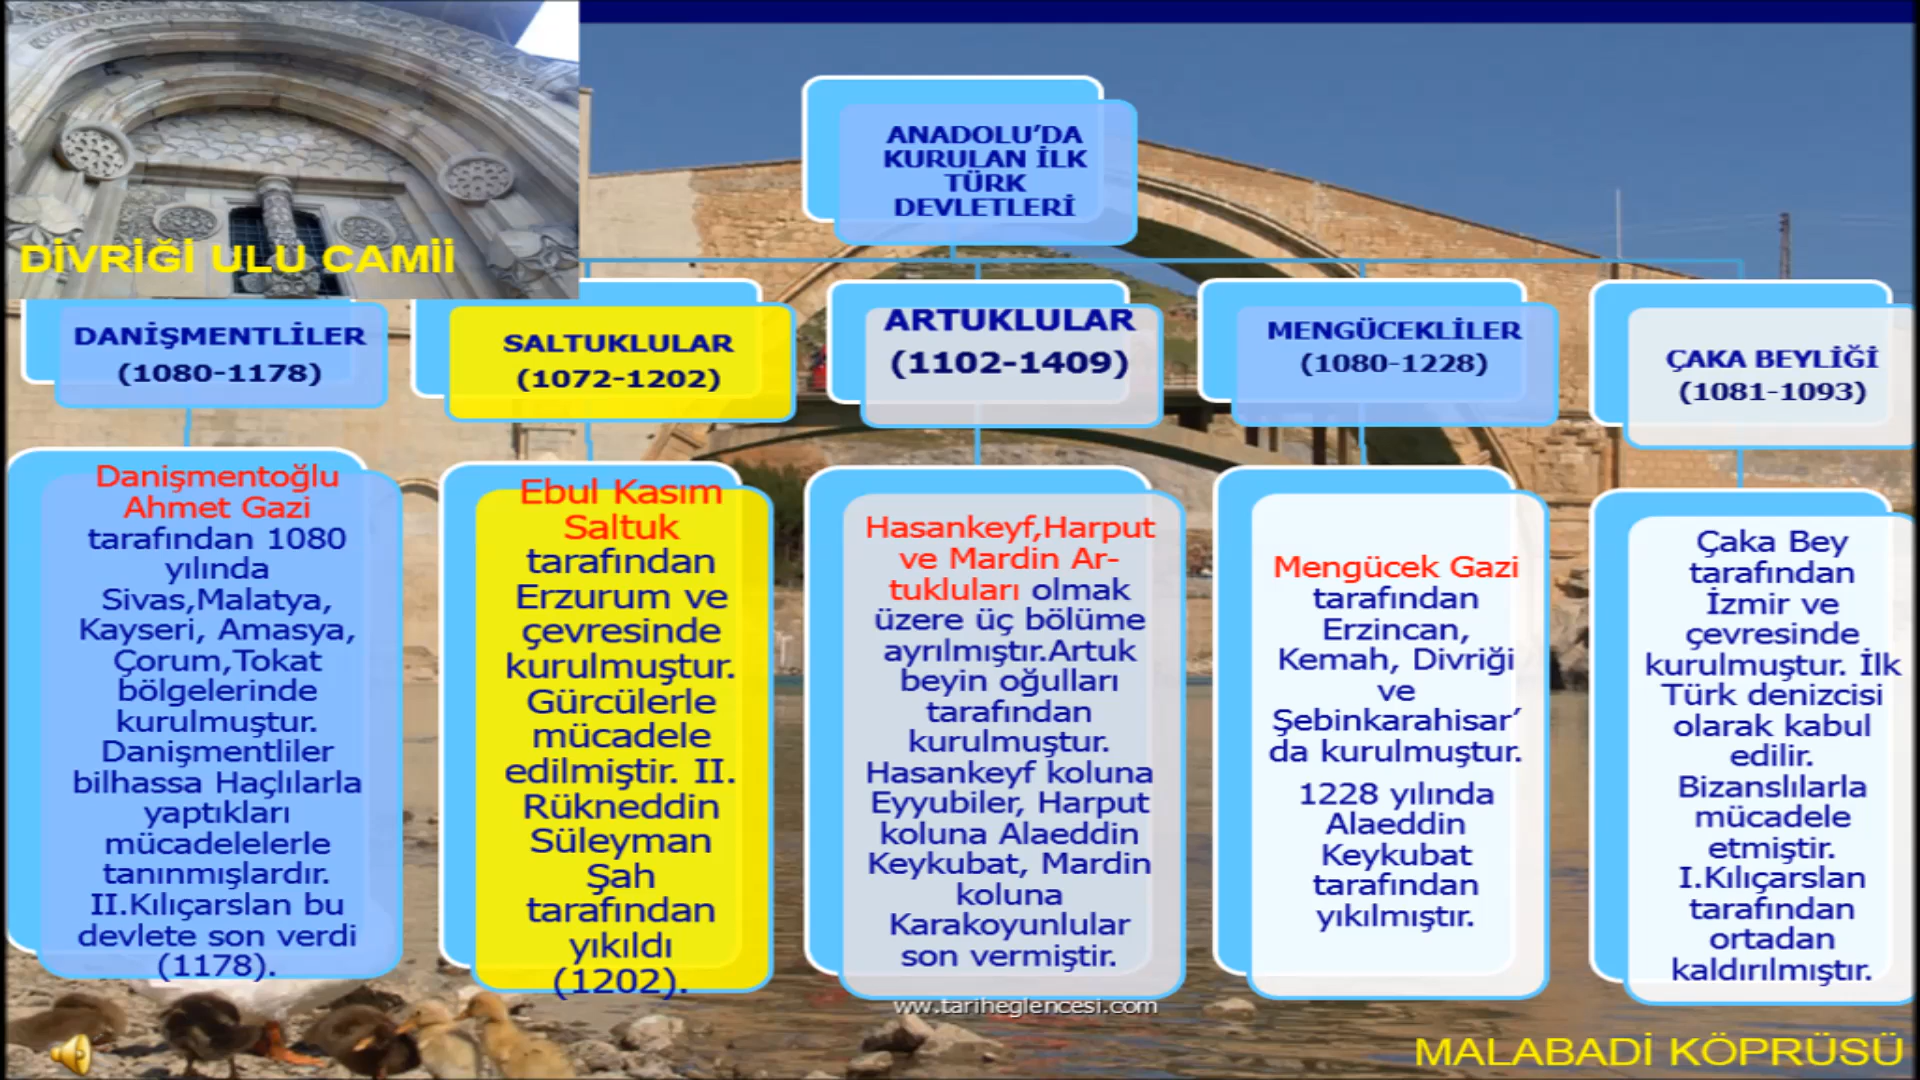 DİVRİĞİ ULU CAMİİ
ANADOLU’DA
KURULAN İLK
TÜRK
DEVLETLERİ
DANİŞMENTLİLER
(1080-1178)
Danişmentoğlu
Ahmet Gazi
tarafından 1080
yılında
Sivas,Malatya,
Kayseri, Amasya,
Çorum,Tokat
bölgelerinde
kurulmuştur.
Danişmentliler
bilhassa Haçlılarla
yaptıkları
mücadelelerle
tanınmışlardır.
II.Kılıçarslan bu
devlete son verdi
(1178).
SALTUKLULAR
(1072-1202)
Ebul Kasım
Saltuk
tarafından
Erzurum ve
çevresinde
kurulmuştur.
Gürcülerle
mücadele
edilmiştir. II.
Rükneddin
Süleyman
Şah
tarafından
yıkıldı
(1202).
ARTUKLULAR
(1102-1409)
Hasankeyf,Harput
ve Mardin Ar-
tukluları olmak
üzere üç bölüme
ayrılmıştır.Artuk
beyin oğulları
tarafından
kurulmuştur.
Hasankeyf koluna
Eyyubiler, Harput
koluna Alaeddin
Keykubat, Mardin
koluna
Karakoyunlular
son vermiştir.
MENGÜCEKLİLER
(1080-1228)
Mengücek Gazi
tarafından
Erzincan,
Kemah, Divriği
ve
Şebinkarahisar’
da kurulmuştur.
1228 yılında
Alaeddin
Keykubat
tarafından
yıkılmıştır.
ÇAKA BEYLİĞİ
(1081-1093)
Çaka Bey
tarafından
İzmir ve
çevresinde
kurulmuştur. İlk
Türk denizcisi
olarak kabul
edilir.
Bizanslılarla
mücadele
etmiştir.
I.Kılıçarslan
tarafından
ortadan
kaldırılmıştır.
www.tariheglencesi.com
MALABADİ KÖPRÜSÜ